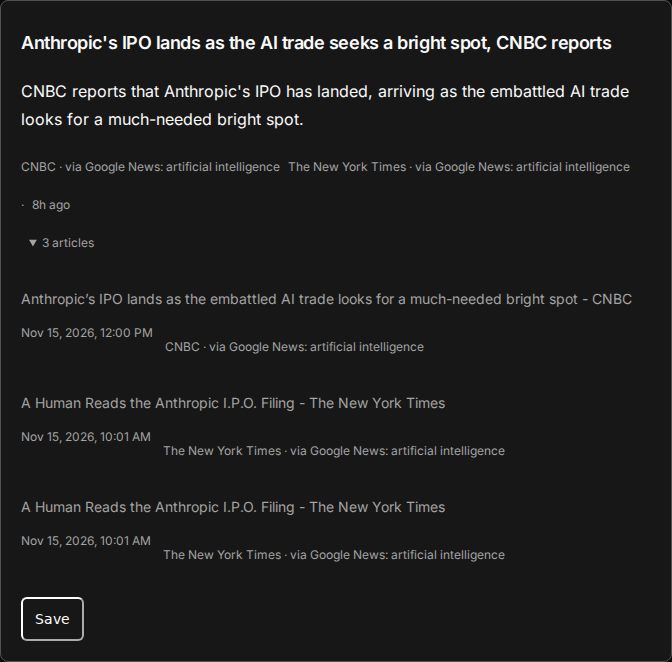 Anthropic's IPO lands as the AI trade seeks a bright spot, CNBC reports
CNBC reports that Anthropic's IPO has landed, arriving as the embattled AI trade
looks for a much-needed bright spot.
CNBC · via Google News: artificial intelligence The New York Times · via Google News: artificial intelligence
· 8h ago
▼ 3 articles
Anthropic’s IPO lands as the embattled AI trade looks for a much-needed bright spot - CNBC
Nov 15, 2026, 12:00 PM
CNBC · via Google News: artificial intelligence
A Human Reads the Anthropic I.P.O. Filing - The New York Times
Nov 15, 2026, 10:01 AM
The New York Times · via Google News: artificial intelligence
A Human Reads the Anthropic I.P.O. Filing - The New York Times
Nov 15, 2026, 10:01 AM
The New York Times · via Google News: artificial intelligence
Save